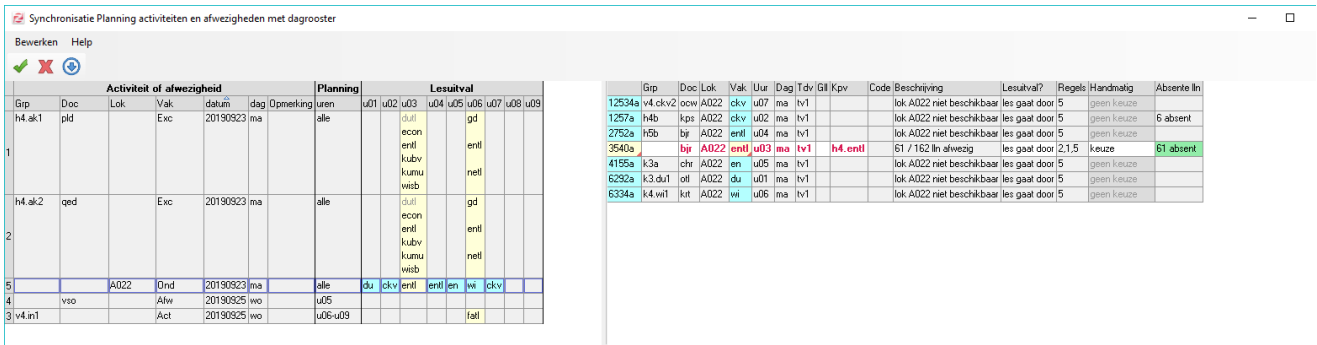 Synchronisatie Planning activiteiten en afwezigheden met dagrooster
Bewerken Help
Activiteit of afwezigheid Planning Lesuitval
Grp Doc Lok Vak datum dag Opmerking uren u01 u02 u03 u04 u05 u06 u07 u08 u09
1 h4.ak1 pld Exc 20190923 ma alle dutl gd
econ
entl entl
kubv
kumu netl
wisb
2 h4.ak2 qed Exc 20190923 ma alle dutl gd
econ
entl entl
kubv
kumu netl
wisb
5 A022 Ond 20190923 ma alle du ckv entl entl en wi ckv
4 vso Afw 20190925 wo u05
3 v4.in1 Act 20190925 wo u06-u09 fatl
Grp Doc Lok Vak Uur Dag Tdv Gll Kpv Code Beschrijving Lesuitval? Regels Handmatig Absente lln
12534a v4.ckv2 ocw A022 ckv u07 ma tv1 lok A022 niet beschikbaar les gaat door 5 geen keuze
1257a h4b kps A022 ckv u02 ma tv1 lok A022 niet beschikbaar les gaat door 5 geen keuze 6 absent
2752a h5b bjr A022 entl u04 ma tv1 lok A022 niet beschikbaar les gaat door 5 geen keuze
3540a bjr A022 entl u03 ma tv1 h4.entl 61 / 162 lln afwezig les gaat door 2,1,5 keuze 61 absent
4155a k3a chr A022 en u05 ma tv1 lok A022 niet beschikbaar les gaat door 5 geen keuze
6292a k3.du1 otl A022 du u01 ma tv1 lok A022 niet beschikbaar les gaat door 5 geen keuze
6334a k4.wi1 krt A022 wi u06 ma tv1 lok A022 niet beschikbaar les gaat door 5 geen keuze